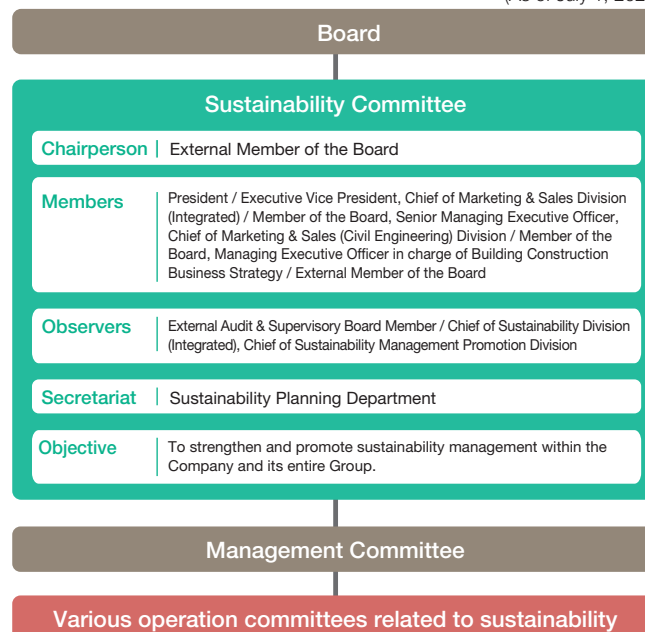 Board
Sustainability Committee
Chairperson External Member of the Board
Members
President / Executive Vice President, Chief of Marketing & Sales Division
(Integrated) / Member of the Board, Senior Managing Executive Officer,
Chief of Marketing & Sales (Civil Engineering) Division / Member of the
Board, Managing Executive Officer in charge of Building Construction
Business Strategy / External Member of the Board
Observers
External Audit & Supervisory Board Member / Chief of Sustainability Division
(Integrated), Chief of Sustainability Management Promotion Division
Secretariat Sustainability Planning Department
Objective
To strengthen and promote sustainability management within the
Company and its entire Group.
Management Committee
Various operation committees related to sustainability